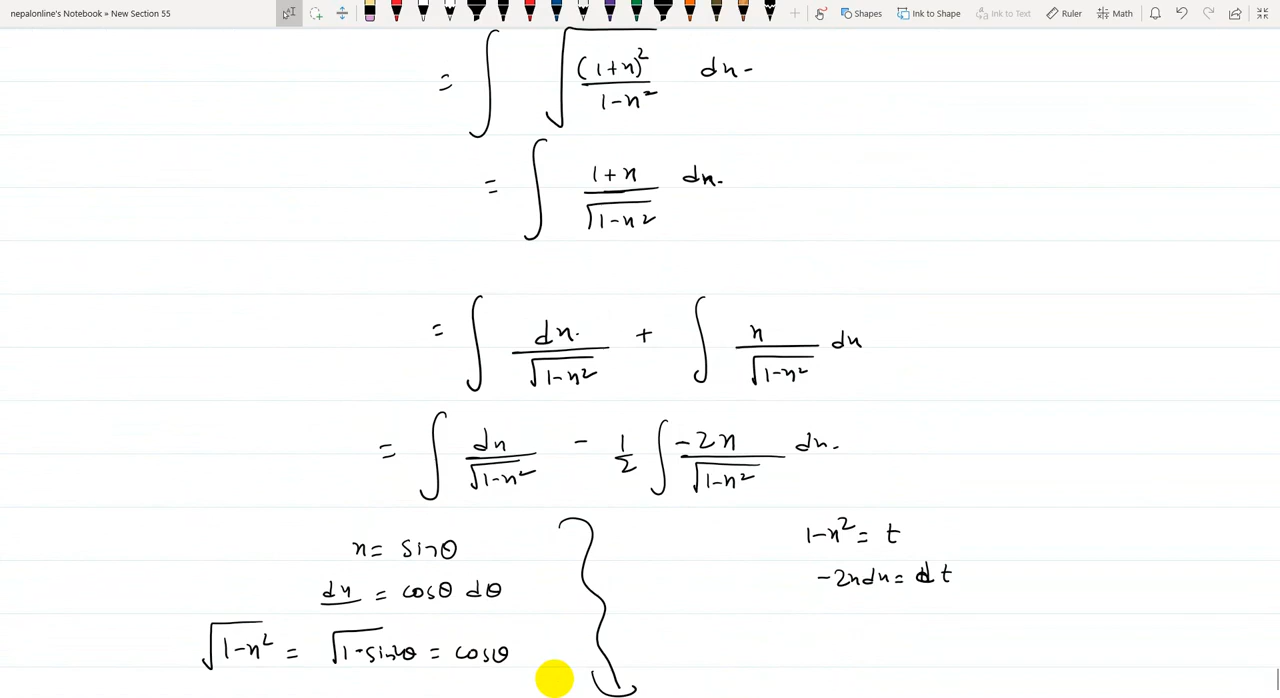 nepalonline's Notebook » New Section 55
Shapes Ink to Shape Ink to Text Ruler Math
= ∫ √((1+x)²/(1-x²)) dx
= ∫ (1+x)/√(1-x²) dx.
= ∫ dx/√(1-x²) + ∫ x/√(1-x²) dx
= ∫ dx/√(1-x²) - 1/2 ∫ -2x/√(1-x²) dx.
x = sinθ
dx = cosθ dθ
√(1-x²) = √(1-sin²θ) = cosθ
1-x² = t
-2xdx = dt